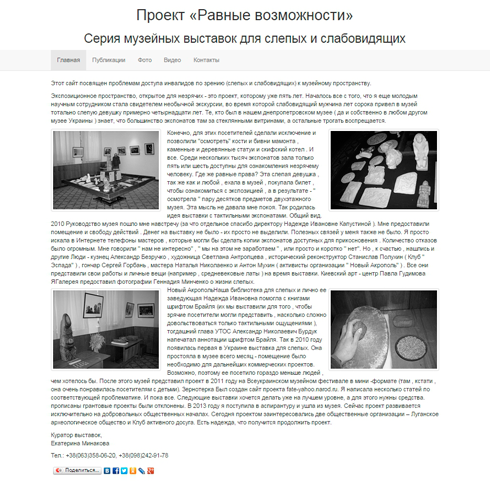 Проект «Равные возможности»
Серия музейных выставок для слепых и слабовидящих
Главная Публикации Фото Видео Контакты
Этот сайт посвящен проблемам доступа инвалидов по зрению (слепых и слабовидящих) к музейному пространству.
Экспозиционное пространство, открытое для незрячих - это проект, которому уже пять лет. Началось все с того, что я еще молодым
научным сотрудником стала свидетелем необычной экскурсии, во время которой слабовидящий мужчина лет сорока привел в музей
тотально слепую девушку примерно четырнадцати лет. Те, кто был в нашем днепропетровском музее ( да и собственно в любом другом
музее Украины ) знает, что большинство экспонатов там за стеклянными витринами, а остальные трогать воспрещается.
Конечно, для этих посетителей сделали исключение и
позволили "осмотреть" кости и бивни мамонта ,
каменные и деревянные статуи и скифский котел . И
все. Среди нескольких тысяч экспонатов зала только
пять или шесть доступны для ознакомления незрячему
человеку. Где же равные права? Эта слепая девушка ,
так же как и любой , ехала в музей , покупала билет ,
чтобы ознакомиться с экспозицией , а в результате - "
осмотрела " пару десятков предметов двухэтажного
музея. Эта мысль не давала мне покоя. Так родилась
идея выставки с тактильными экспонатами. Общий вид.
2010 Руководство музея пошло мне навстречу (за что отдельное спасибо директору Надежде Ивановне Капустиной ). Мне предоставили
помещение и свободу действий . Денег на выставку не было - их просто не выделили. Полезных связей у меня также не было. Я просто
искала в Интернете телефоны мастеров , которые могли бы сделать копии экспонатов доступных для прикосновения . Количество отказов
было огромным. Мне говорили " нам не интересно" , " мы на этом не заработаем " , или просто и коротко " нет" . Но , к счастью , нашлись и
другие Люди - кузнец Александр Безручко , художница Светлана Антропцева , исторический реконструктор Станислав Полухин ( Клуб "
Эспада" ) , гончар Сергей Горбань, мастера Наталья Николаенко и Антон Мухин ( активисты организации " Новый Акрополь" ) . Все они
представили свои работы и личные вещи (например , средневековые латы ) на время выставки. Киевский арт - центр Павла Гудимова
ЯГалерея предоставил фотографии Геннадия Минченко о жизни слепых.
Новый АкропольНаша библиотека для слепых и лично ее
заведующая Надежда Ивановна помогла с книгами
шрифтом Брайля (их мы выставили для того , чтобы
зрячие посетители могли представить , насколько сложно
довольствоваться только тактильными ощущениями ),
тогдашний глава УТОС Александр Николаевич Бурдук
напечатал аннотации шрифтом Брайля. Так в 2010 году
появилась первая в Украине выставка для слепых. Она
простояла в музее всего месяц - помещение было
необходимо для дальнейших коммерческих проектов.
Возможно, поэтому ее посетило гораздо меньше людей ,
чем хотелось бы. После этого музей представил проект в 2011 году на Всеукраинском музейном фестивале в мини -формате (там , кстати ,
она очень понравилась посетителям с детьми). Зернотерка Был создан сайт проекта fate-yahoo.narod.ru. Я написала несколько статей по
соответствующей проблематике. И пока все. Следующие выставки хочется делать уже на лучшем уровне, а для этого нужны средства.
прописаны грантовые проекты были отклонены. В 2013 году я поступила в аспирантуру и ушла из музея. Сейчас проект развивается
исключительно на добровольных общественных началах. Сегодня проектом заинтересовались две общественные организации – Луганское
археологическое общество и Клуб активного досуга. Есть надежда, что получится продолжить проект.
Куратор выставок,
Екатерина Минакова
Тел.: +38(063)358-06-20, +38(098)242-91-78
Поделиться...